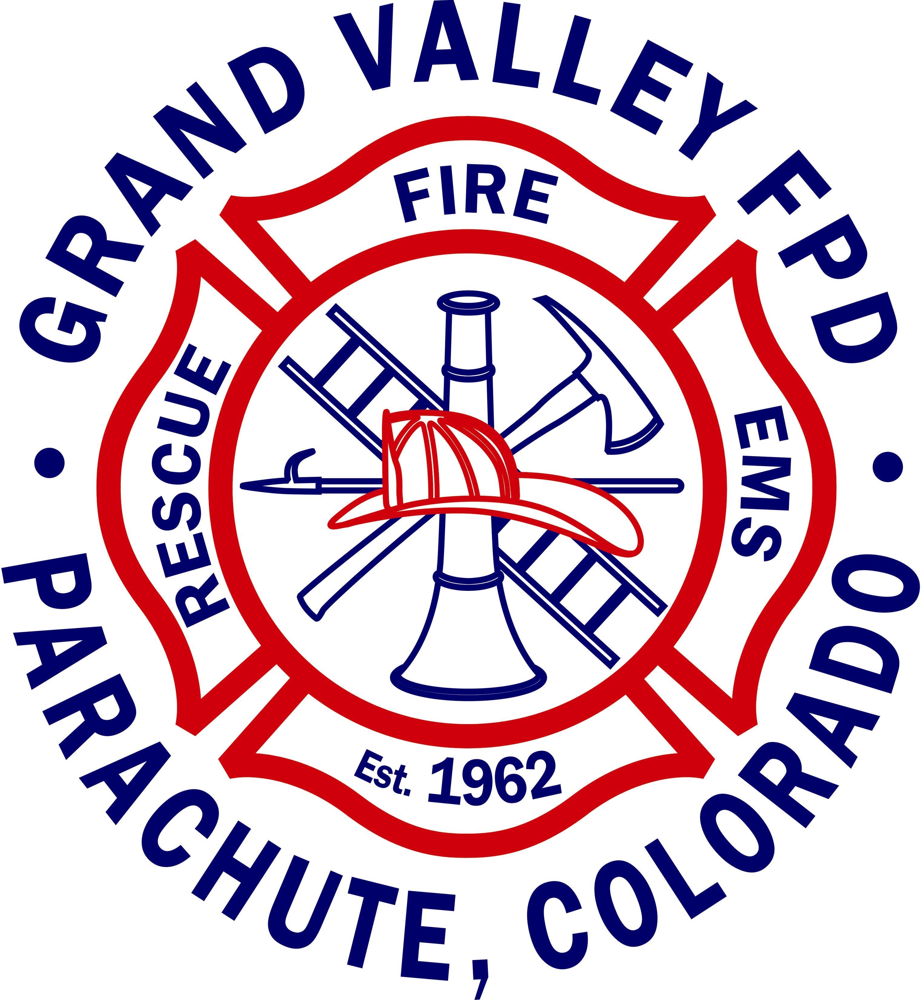 GRAND VALLEY FPD
FIRE
RESCUE
EMS
Est. 1962
PARACHUTE, COLORADO